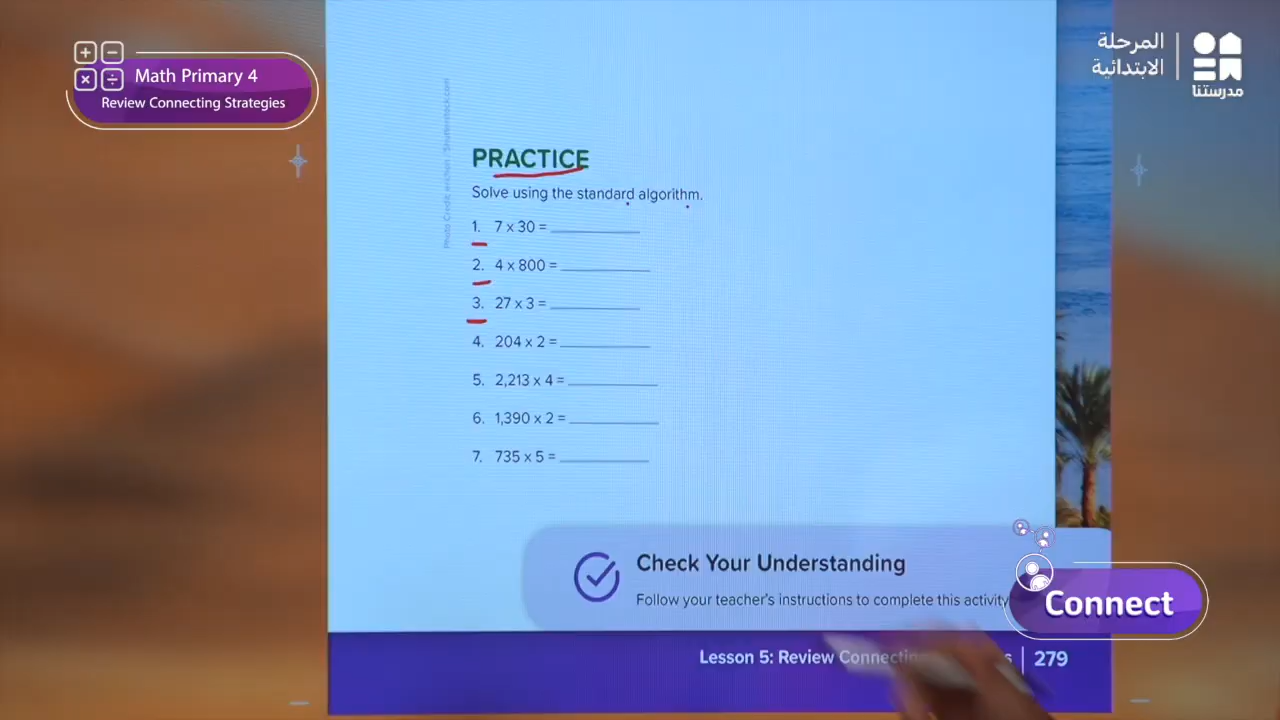 Math Primary 4
Review Connecting Strategies
المرحلة
الابتدائية
مدرستنا
PRACTICE
Solve using the standard algorithm.
1. 7 x 30 =
2. 4 x 800 =
3. 27 x 3 =
4. 204 x 2 =
5. 2,213 x 4 =
6. 1,390 x 2 =
7. 735 x 5 =
Check Your Understanding
Follow your teacher's instructions to complete this activity
Connect
Lesson 5: Review 279